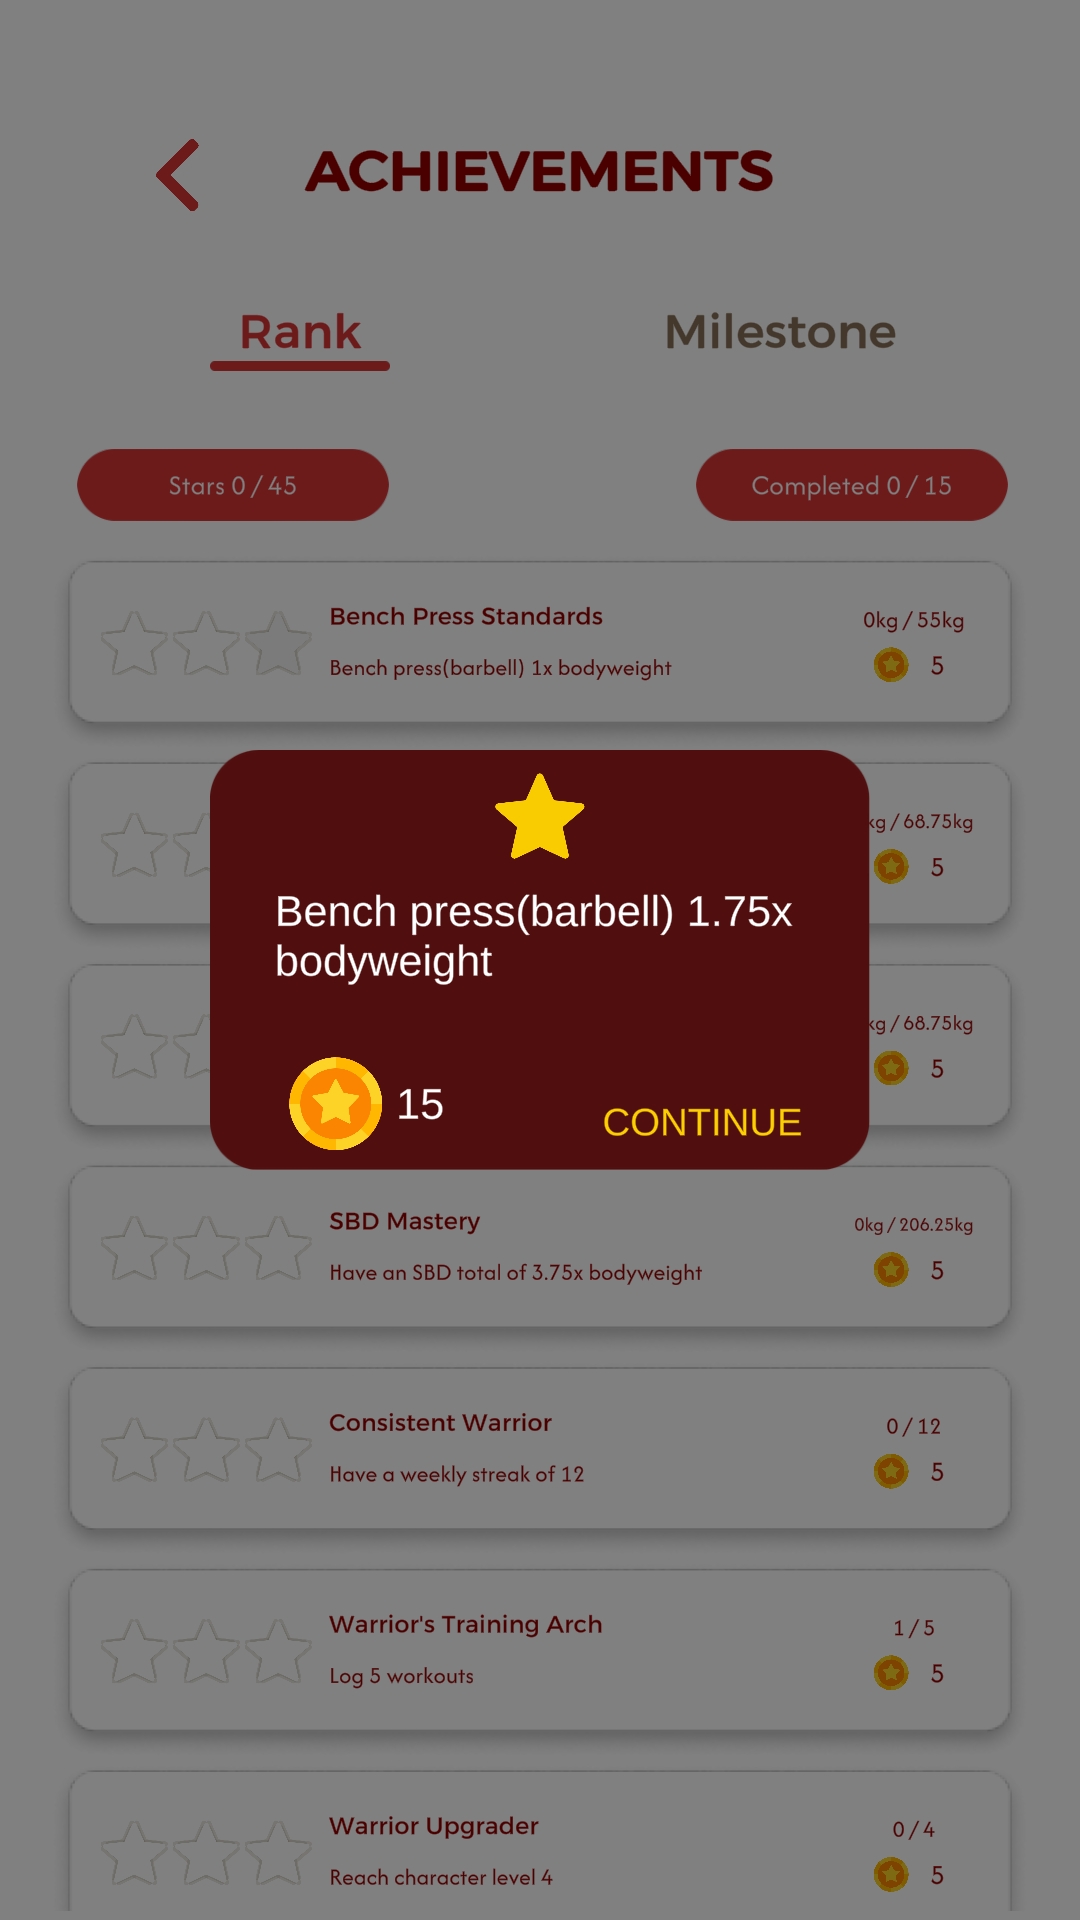 ACHIEVEMENTS
Rank
Milestone
Stars 0 / 45
Completed 0 / 15
Bench Press Standards
0kg / 55kg
Bench press(barbell) 1x bodyweight
5
kg / 68.75kg
5
Bench press(barbell) 1.75x
bodyweight
15
CONTINUE
kg / 68.75kg
5
SBD Mastery
0kg / 206.25kg
Have an SBD total of 3.75x bodyweight
5
Consistent Warrior
0 / 12
Have a weekly streak of 12
5
Warrior's Training Arch
1 / 5
Log 5 workouts
5
Warrior Upgrader
0 / 4
Reach character level 4
5